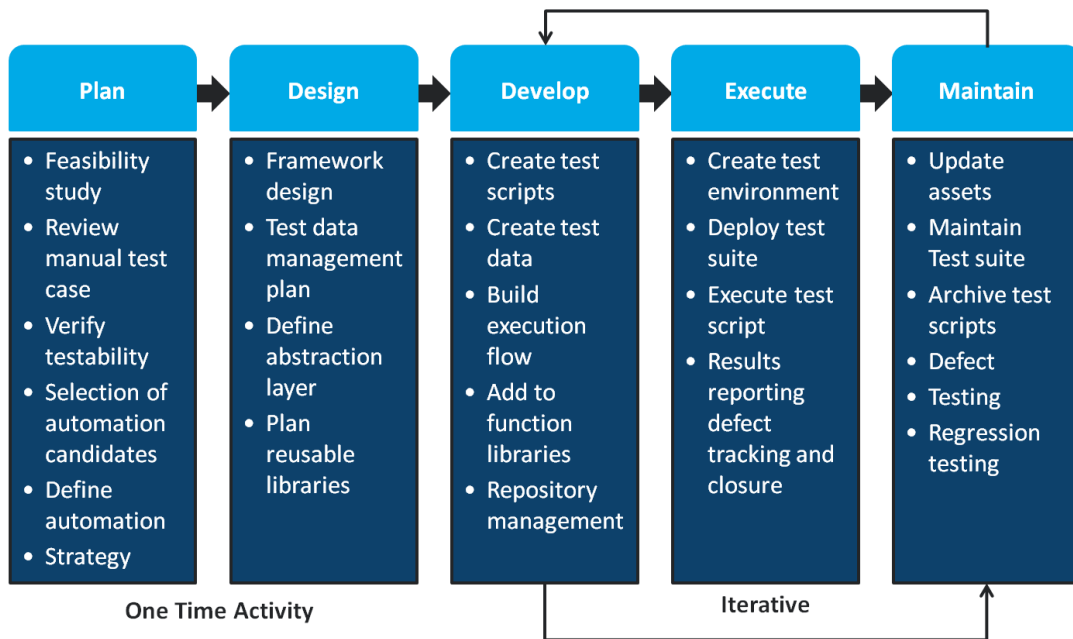 Plan
Design
Develop
Execute
Maintain
• Feasibility
study
• Review
manual test
case
• Verify
testability
• Selection of
automation
candidates
• Define
automation
• Strategy
• Framework
design
• Test data
management
plan
• Define
abstraction
layer
• Plan
reusable
libraries
• Create test
scripts
• Create test
data
• Build
execution
flow
• Add to
function
libraries
• Repository
management
• Create test
environment
• Deploy test
suite
• Execute test
script
• Results
reporting
defect
tracking and
closure
• Update
assets
• Maintain
Test suite
• Archive test
scripts
• Defect
• Testing
• Regression
testing
One Time Activity
Iterative